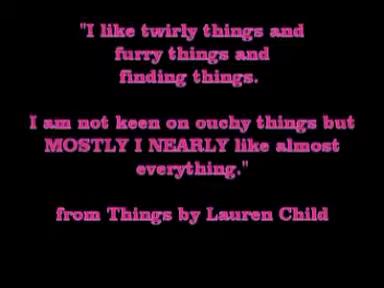 "I like twirly things and
furry things and
finding things.
I am not keen on ouchy things but
MOSTLY I NEARLY like almost
everything."
from Things by Lauren Child